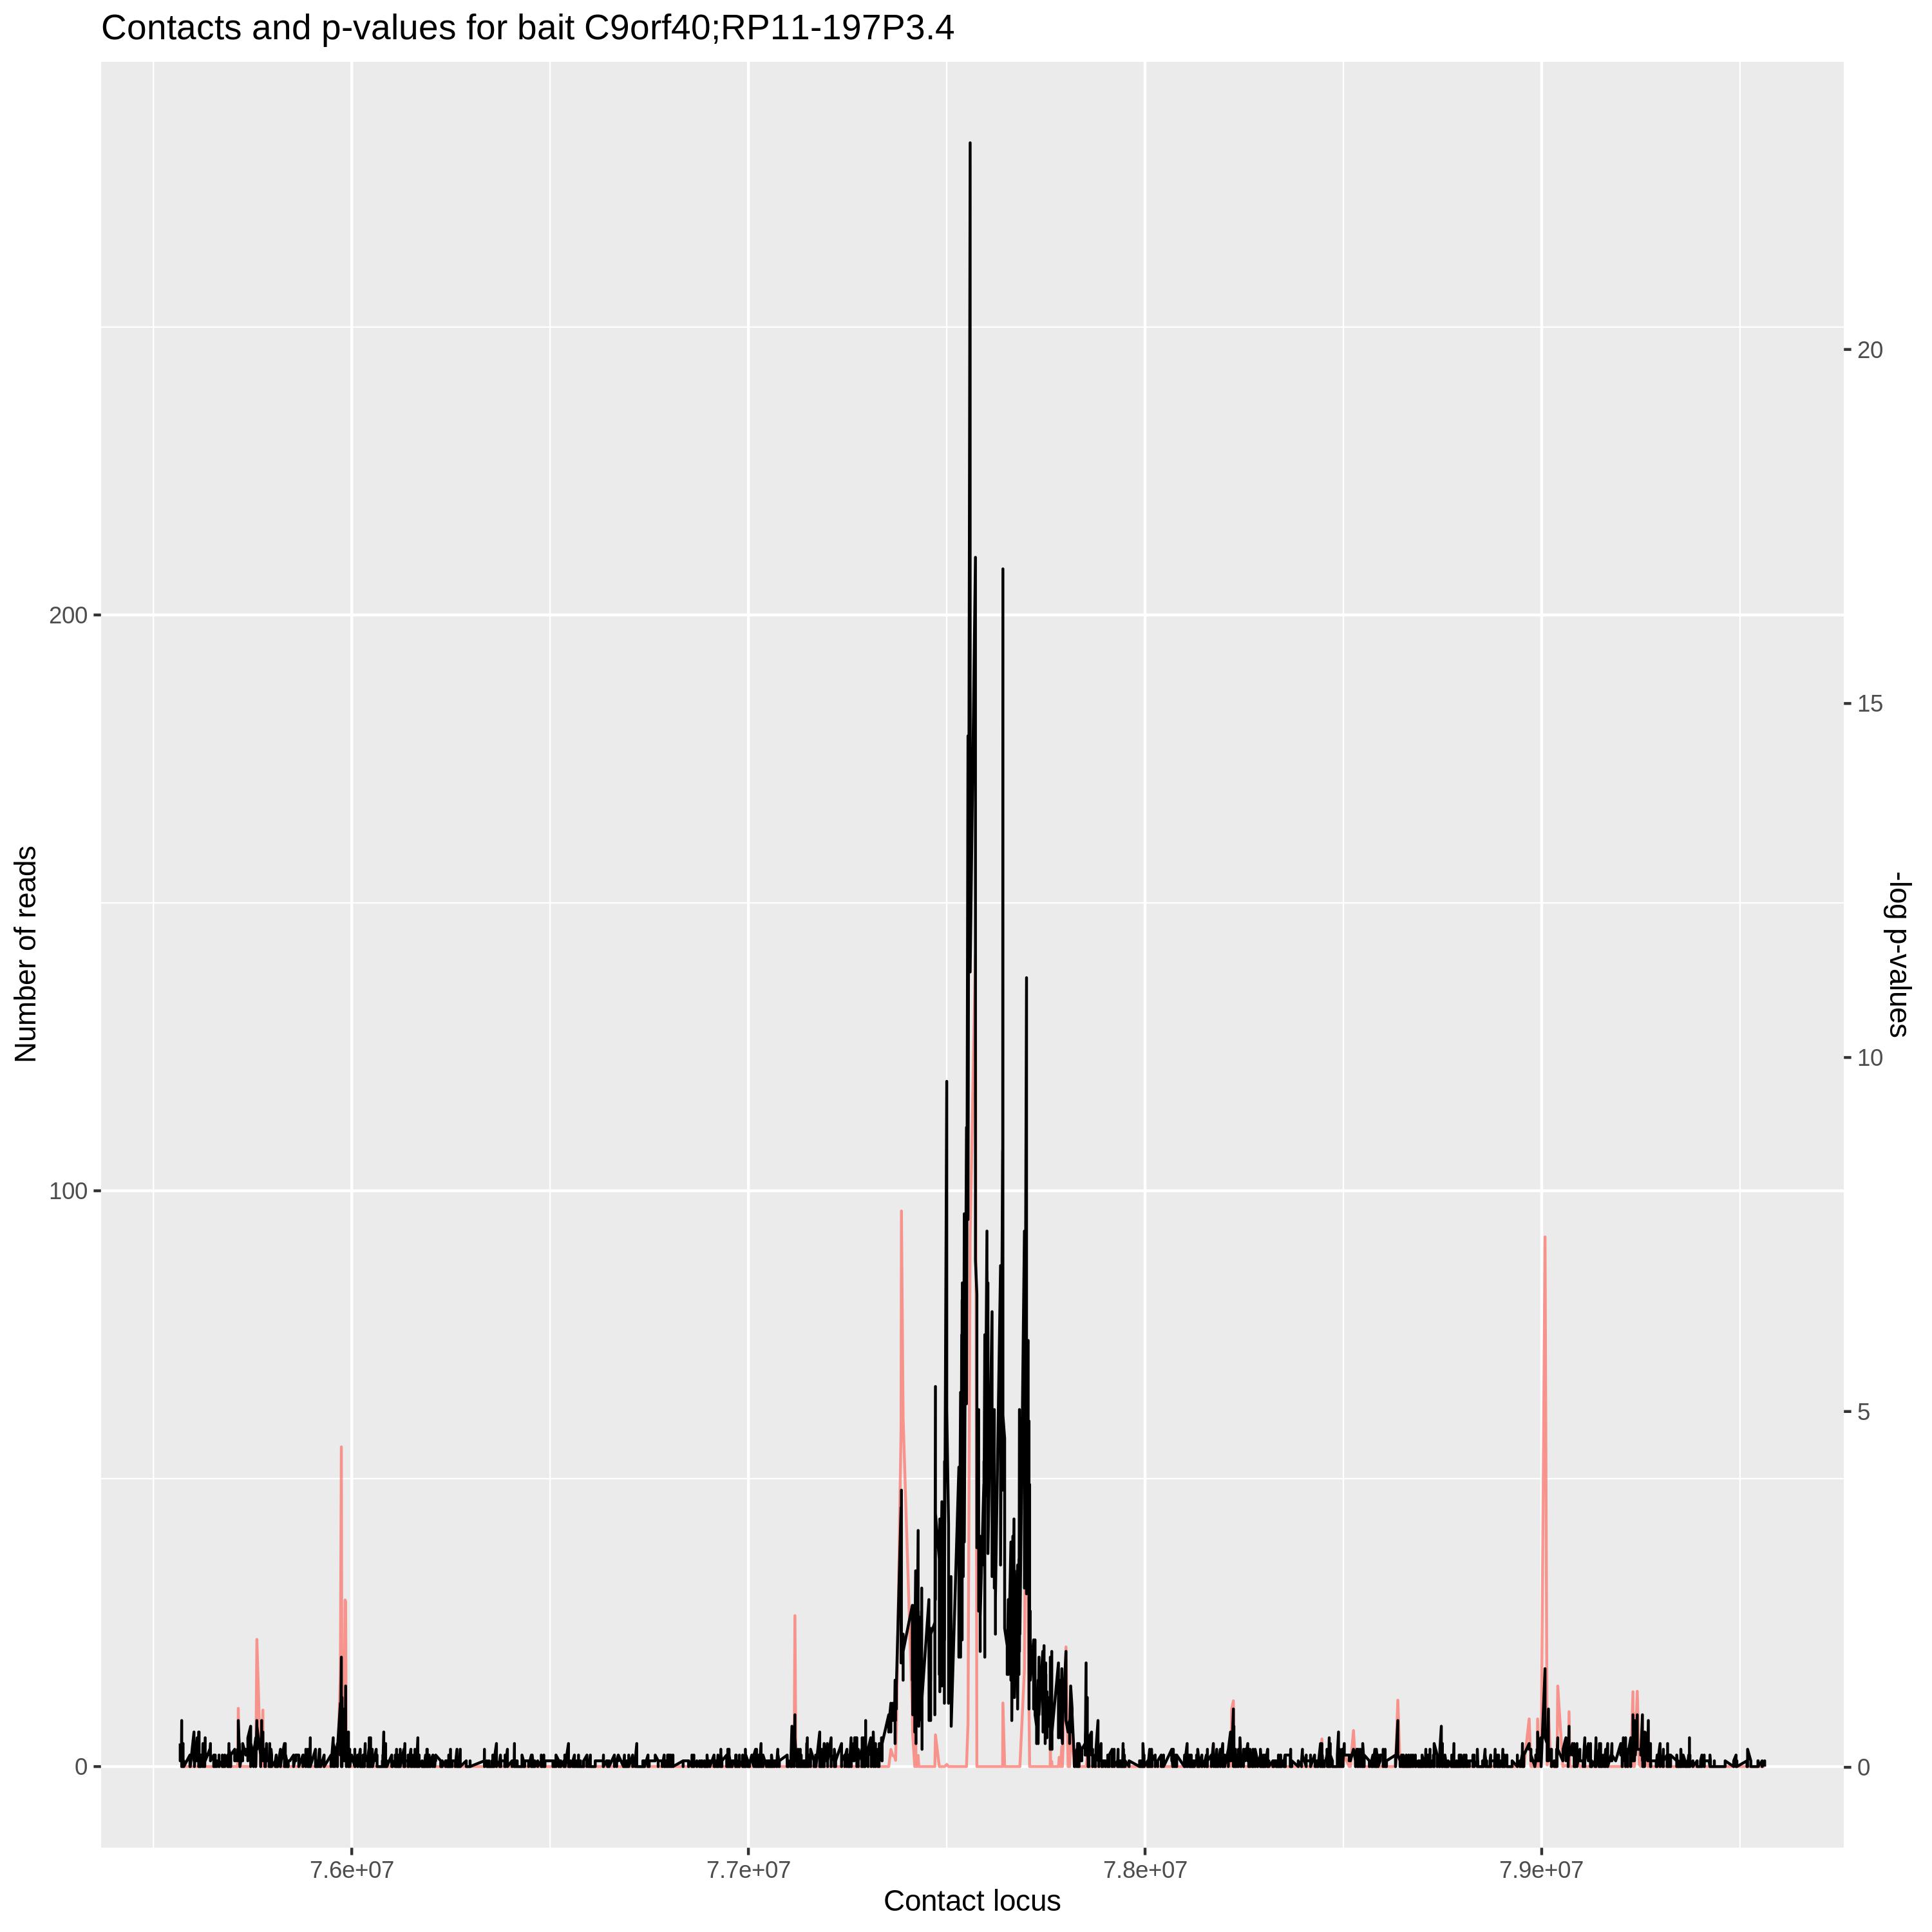 Contacts and p-values for bait C9orf40;RP11-197P3.4
Number of reads
200
100
0
20
15
10
5
0
-log p-values
7.6e+07
7.7e+07
7.8e+07
7.9e+07
Contact locus